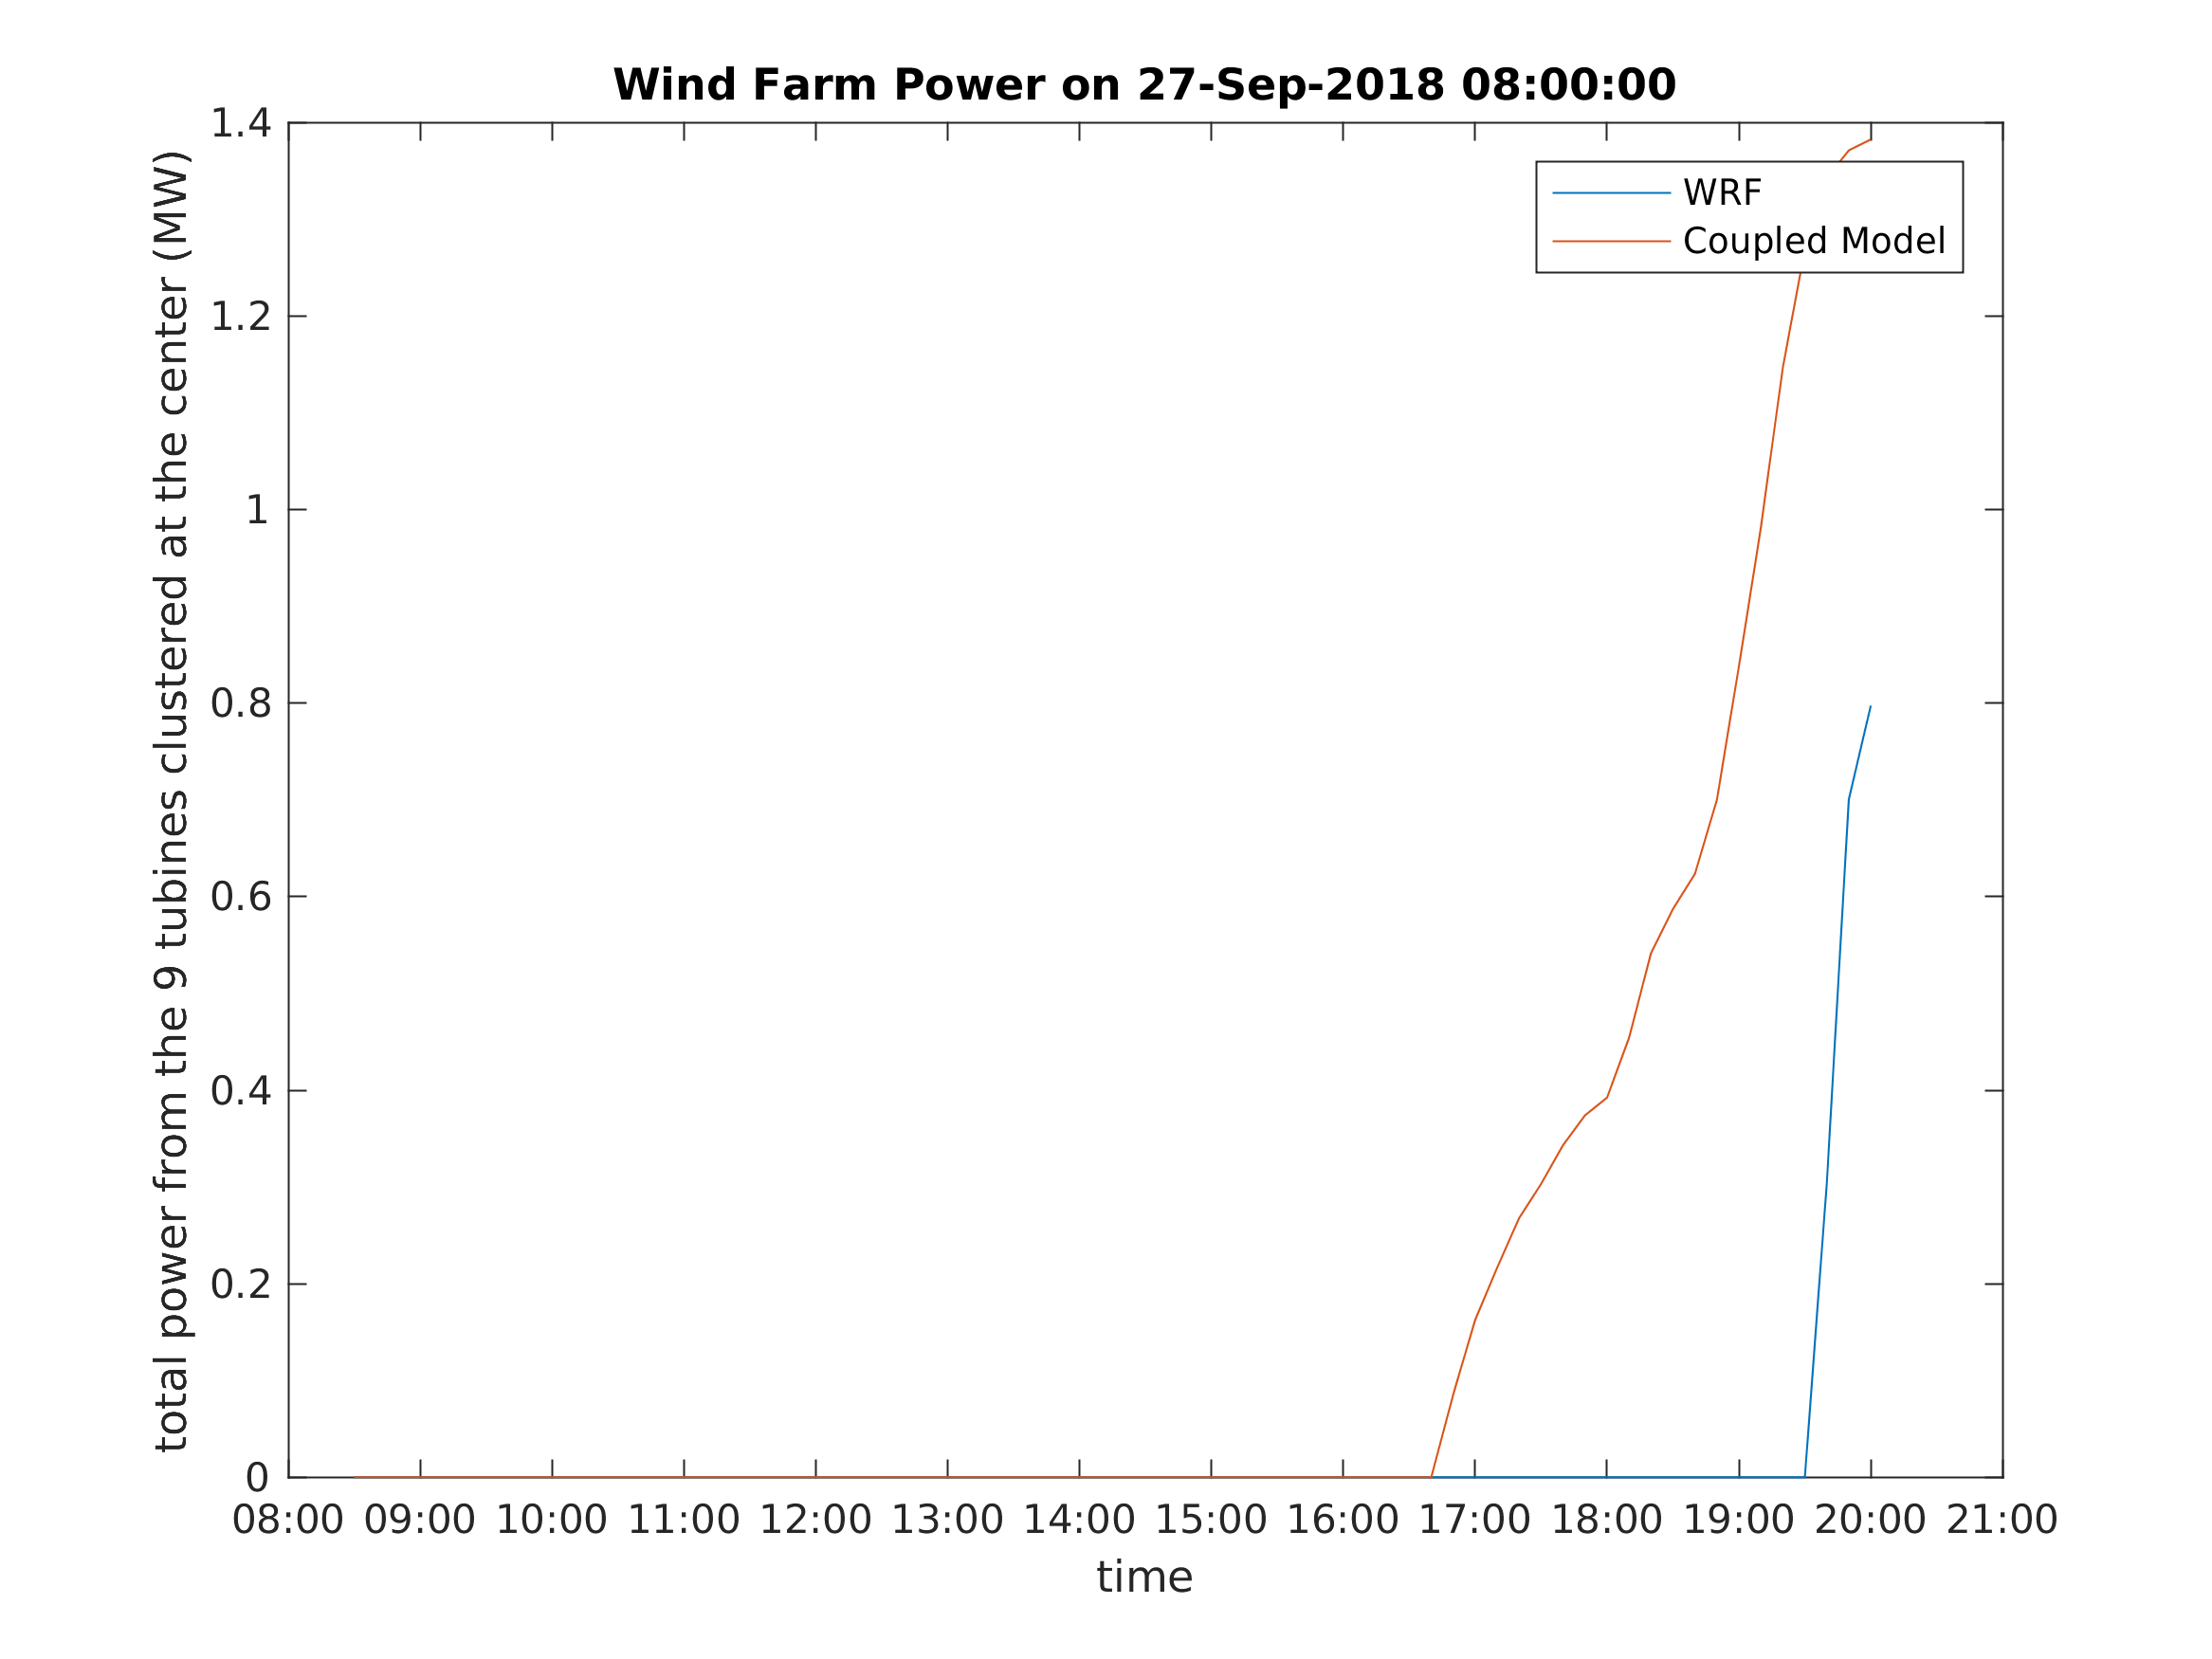 Wind Farm Power on 27-Sep-2018 08:00:00
total power from the 9 tubines clustered at the center (MW)
1.4
1.2
1
0.8
0.6
0.4
0.2
0
WRF
Coupled Model
08:00 09:00 10:00 11:00 12:00 13:00 14:00 15:00 16:00 17:00 18:00 19:00 20:00 21:00
time